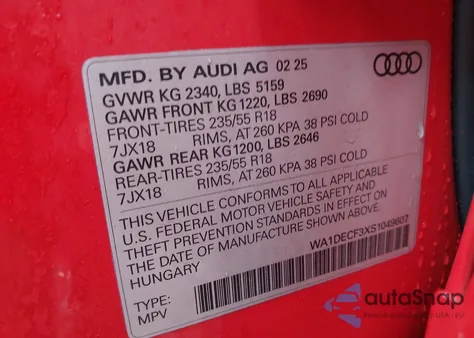 MFD. BY AUDI AG 02 25
GVWR KG 2340, LBS 5159
GAWR FRONT KG1220, LBS 2690
FRONT-TIRES 235/55 R18
7JX18 RIMS, AT 260 KPA 38 PSI COLD
GAWR REAR KG1200, LBS 2646
REAR-TIRES 235/55 R18
7JX18 RIMS, AT 260 KPA 38 PSI COLD
THIS VEHICLE CONFORMS TO ALL APPLICABLE
U.S. FEDERAL MOTOR VEHICLE SAFETY AND
THEFT PREVENTION STANDARDS IN EFFECT ON
THE DATE OF MANUFACTURE SHOWN ABOVE.
HUNGARY
WA1DECF3XS1049607
TYPE:
MPV
autoSnap